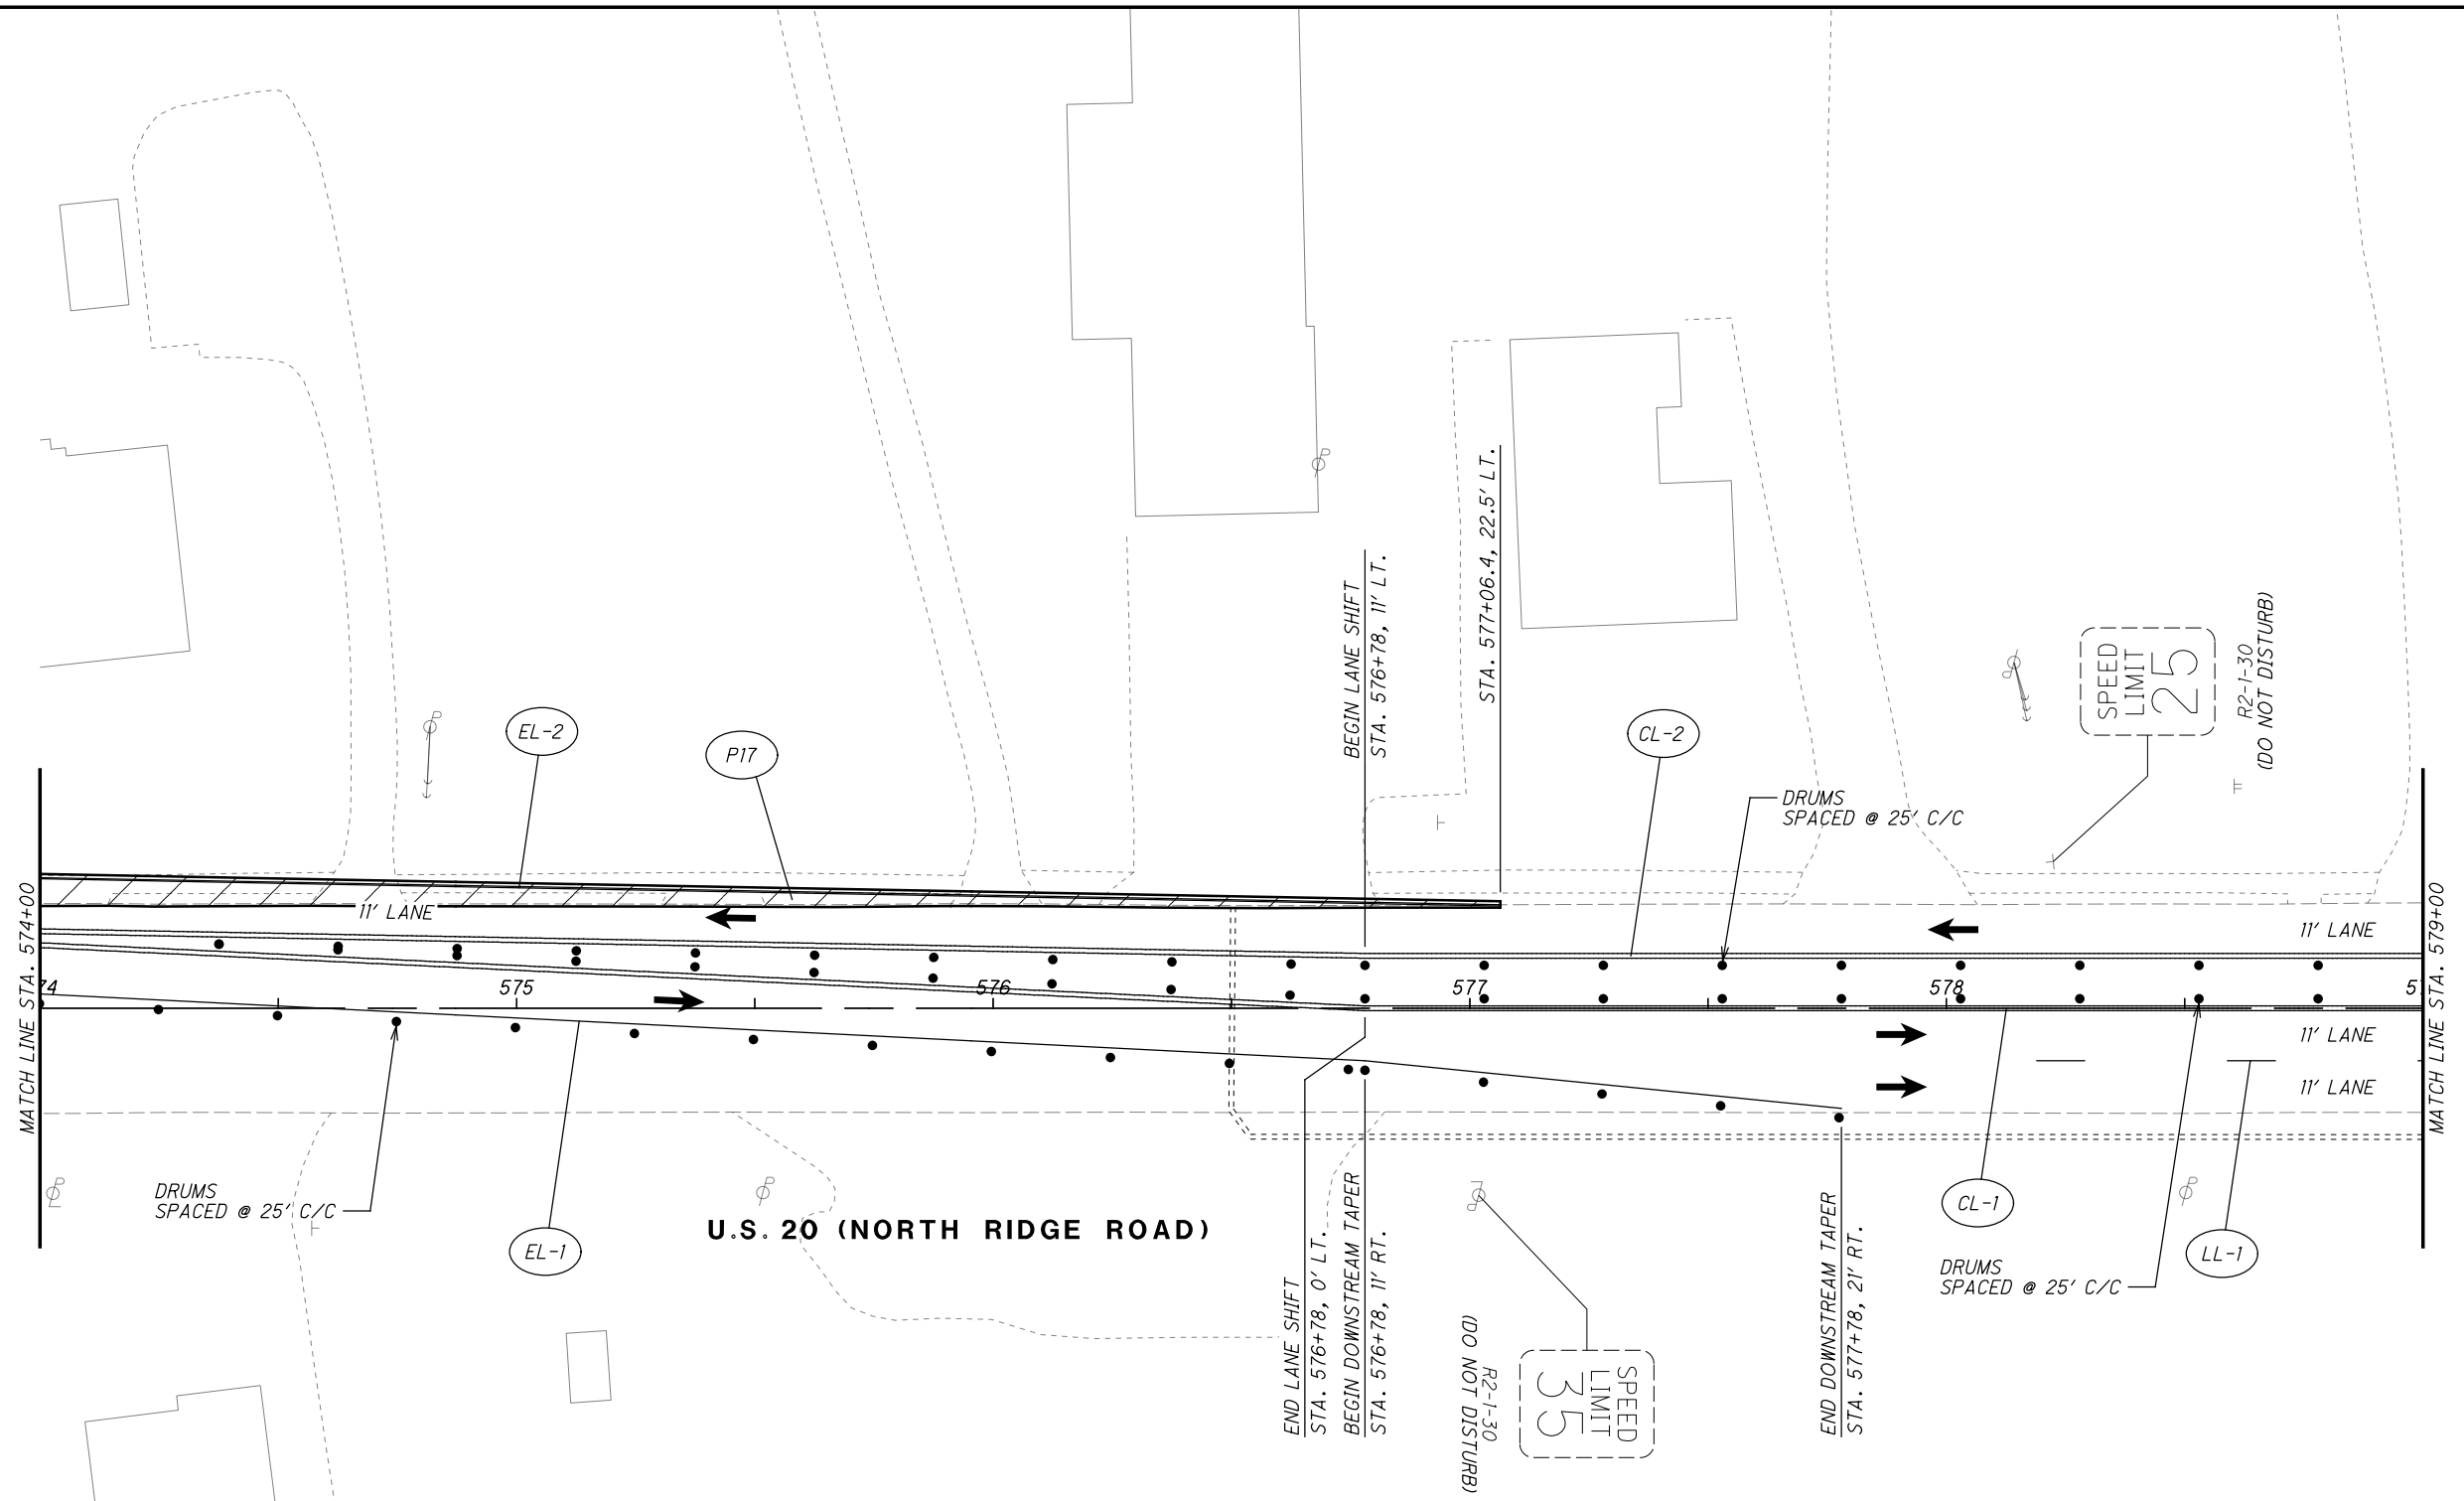 BEGIN LANE SHIFT
STA. 576+78, 11' LT.
STA. 577+06.4, 22.5' LT.
SPEED
LIMIT
25
R2-1-30
(DO NOT DISTURB)
EL-2
P17
CL-2
DRUMS
SPACED @ 25' C/C
MATCH LINE STA. 574+00
11' LANE
11' LANE
MATCH LINE STA. 579+00
74
575
576
577
578
57
11' LANE
11' LANE
DRUMS
SPACED @ 25' C/C
EL-1
U.S. 20 (NORTH RIDGE ROAD)
END LANE SHIFT
STA. 576+78, 0' LT.
BEGIN DOWNSTREAM TAPER
STA. 576+78, 11' RT.
END DOWNSTREAM TAPER
STA. 577+78, 21' RT.
CL-1
LL-1
DRUMS
SPACED @ 25' C/C
SPEED
LIMIT
35
R2-1-30
(DO NOT DISTURB)